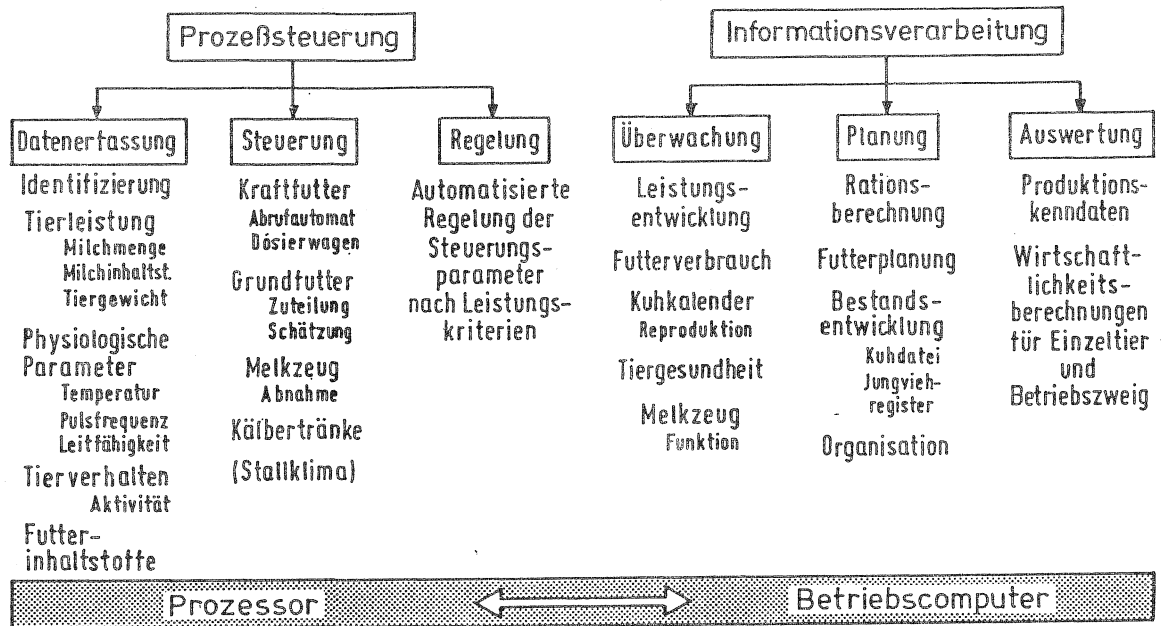 Prozeßsteuerung
Informationsverarbeitung
Datenerfassung
Steuerung
Regelung
Überwachung
Planung
Auswertung
Identifizierung
Tierleistung
Milchmenge
Milchinhaltst.
Tiergewicht
Physiologische
Parameter
Temperatur
Pulsfrequenz
Leitfähigkeit
Tierverhalten
Aktivität
Futter-
inhaltstoffe
Kraftfutter
Abrufautomat
Dosierwagen
Grundfutter
Zuteilung
Schätzung
Melkzeug
Abnahme
Kälbertränke
(Stallklima)
Automatisierte
Regelung der
Steuerungs-
parameter
nach Leistungs-
kriterien
Leistungs-
entwicklung
Futterverbrauch
Kuhkalender
Reproduktion
Tiergesundheit
Melkzeug
Funktion
Rations-
berechnung
Futterplanung
Bestands-
entwicklung
Kuhdatei
Jungvieh-
register
Organisation
Produktions-
kenndaten
Wirtschaft-
lichkeits-
berechnungen
für Einzeltier
und
Betriebszweig
Prozessor
Betriebscomputer